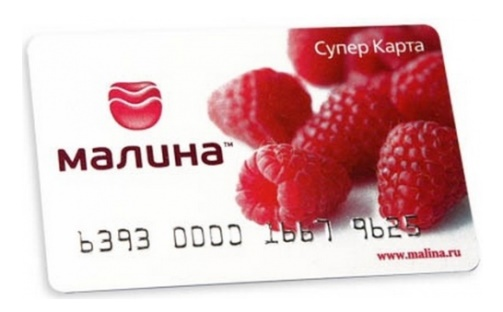 Супер Карта
малина™
6393 0000 1667 9625
www.malina.ru